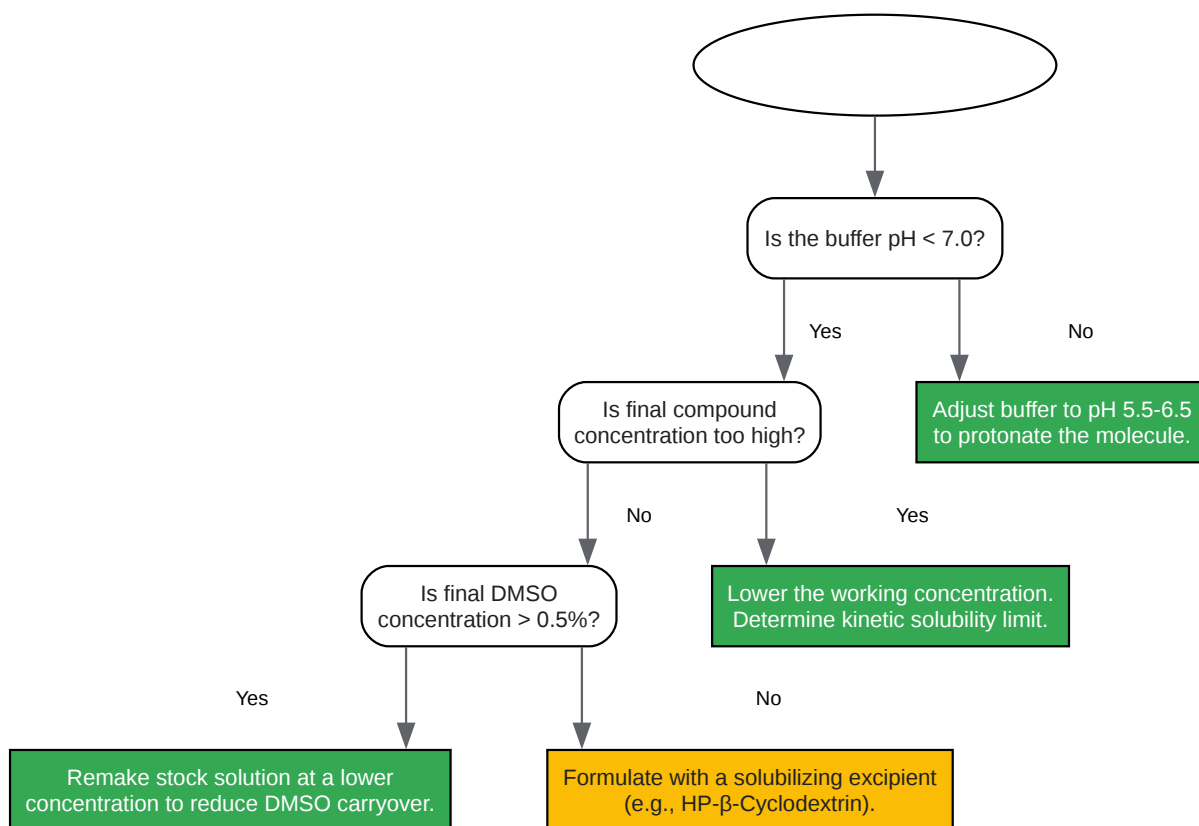 Is the buffer pH < 7.0?
Yes
No
Is final compound
concentration too high?
Adjust buffer to pH 5.5-6.5
to protonate the molecule.
No
Yes
Is final DMSO
concentration > 0.5%?
Lower the working concentration.
Determine kinetic solubility limit.
Yes
No
Remake stock solution at a lower
concentration to reduce DMSO carryover.
Formulate with a solubilizing excipient
(e.g., HP-β-Cyclodextrin).